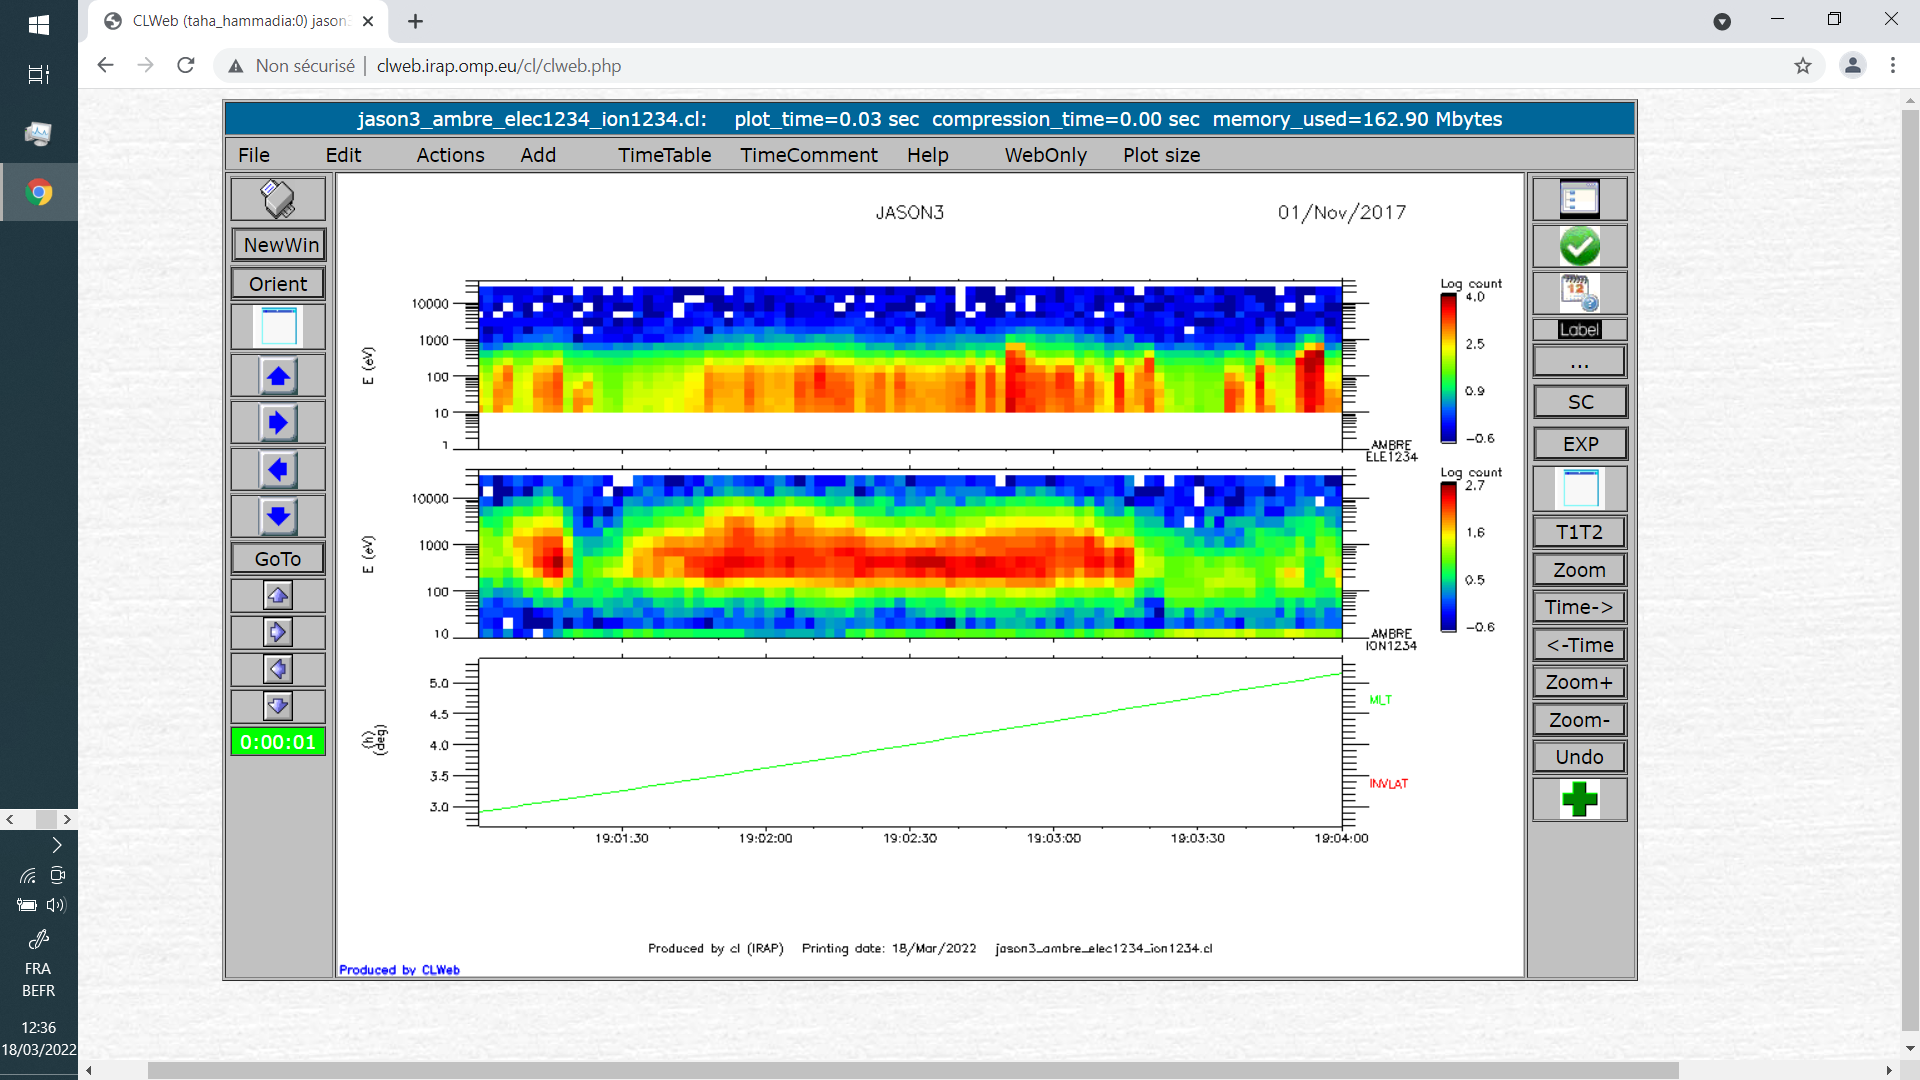 CLWeb (taha_hammadia:0) jason
Non sécurisé | clweb.irap.omp.eu/cl/clweb.php
jason3_ambre_elec1234_ion1234.cl: plot_time=0.03 sec compression_time=0.00 sec memory_used=162.90 Mbytes
File Edit Actions Add TimeTable TimeComment Help WebOnly Plot size
NewWin
Orient
GoTo
0:00:01
JASON3 01/Nov/2017
10000
1000
100
10
1
E (eV)
Log count
4.0
2.5
0.9
-0.6
AMBRE
ELE1234
10000
1000
100
10
E (eV)
Log count
2.7
1.6
0.5
-0.6
AMBRE
ION1234
5.0
4.5
4.0
3.5
3.0
(h)
(deg)
MLT
INVLAT
19:01:30 19:02:00 19:02:30 19:03:00 19:03:30 19:04:00
Produced by cl (IRAP) Printing date: 18/Mar/2022 jason3_ambre_elec1234_ion1234.cl
Produced by CLWeb
12
Label
...
SC
EXP
T1T2
Zoom
Time->
<-Time
Zoom+
Zoom-
Undo
FRA
BEFR
12:36
18/03/2022